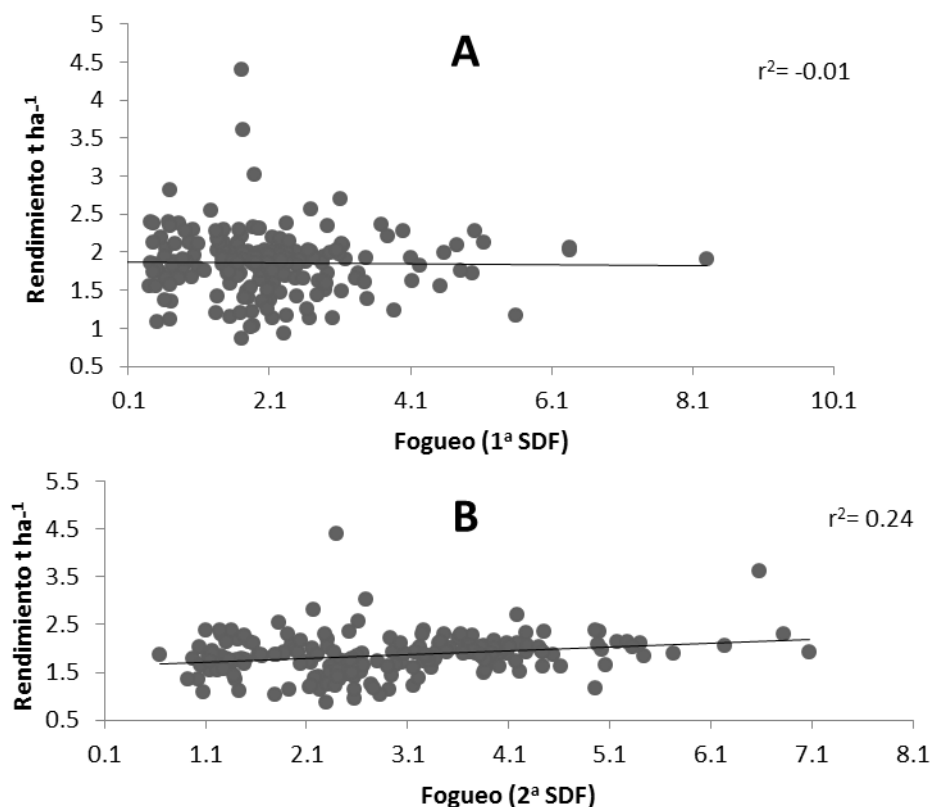 A
r²= -0.01
Rendimiento t ha-¹
5
4.5
4
3.5
3
2.5
2
1.5
1
0.5
0.1 2.1 4.1 6.1 8.1 10.1
Fogueo (1ª SDF)
B
r²= 0.24
Rendimiento t ha-¹
5.5
4.5
3.5
2.5
1.5
0.5
0.1 1.1 2.1 3.1 4.1 5.1 6.1 7.1 8.1
Fogueo (2ª SDF)